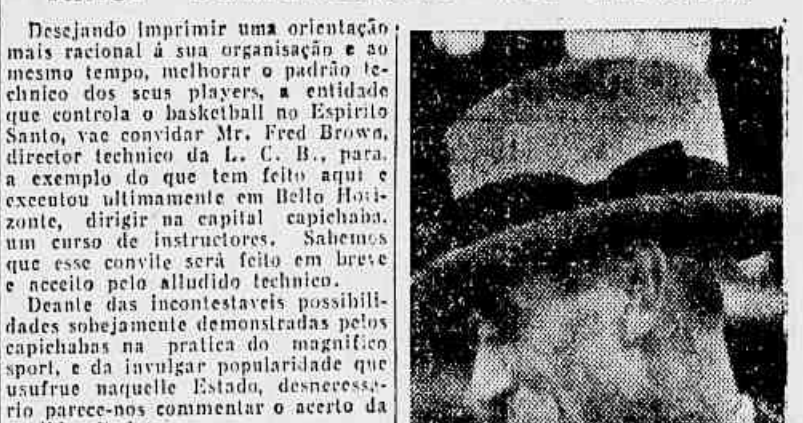 Desejando imprimir uma orientação
mais racional á sua organisação e ao
mesmo tempo, melhorar o padrão te-
chnico dos seus players, a entidade
que controla o basketball no Espirito
Santo, vae convidar Mr. Fred Brown,
director technico da L. C. B., para,
a exemplo do que tem feito aqui e
executou ultimamente em Bello Hori-
zonte, dirigir na capital capichaba,
um curso de instructores. Sabemos
que esse convite será feito em breve
e acceito pelo alludido technico.
Deante das incontestaveis possibili-
dades sobejamente demonstradas pelos
capichabas na pratica do magnifico
sport, e da invulgar popularidade que
usufrue naquelle Estado, desnecessa-
rio parece-nos commentar o acerto da